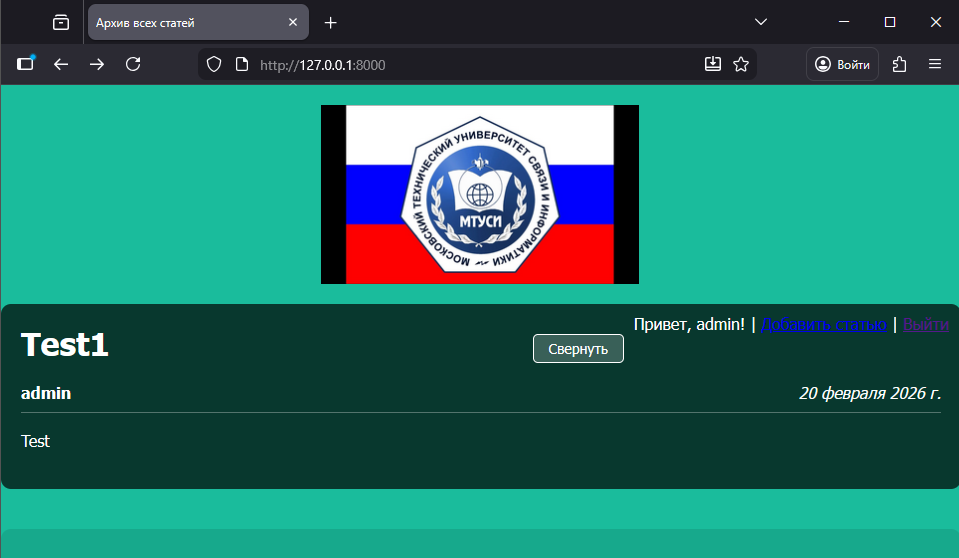 Архив всех статей
http://127.0.0.1:8000
Войти
МОСКОВСКИЙ ТЕХНИЧЕСКИЙ УНИВЕРСИТЕТ СВЯЗИ И ИНФОРМАТИКИ
МТУСИ
Привет, admin! | Добавить статью | Выйти
Test1
Свернуть
admin
20 февраля 2026 г.
Test